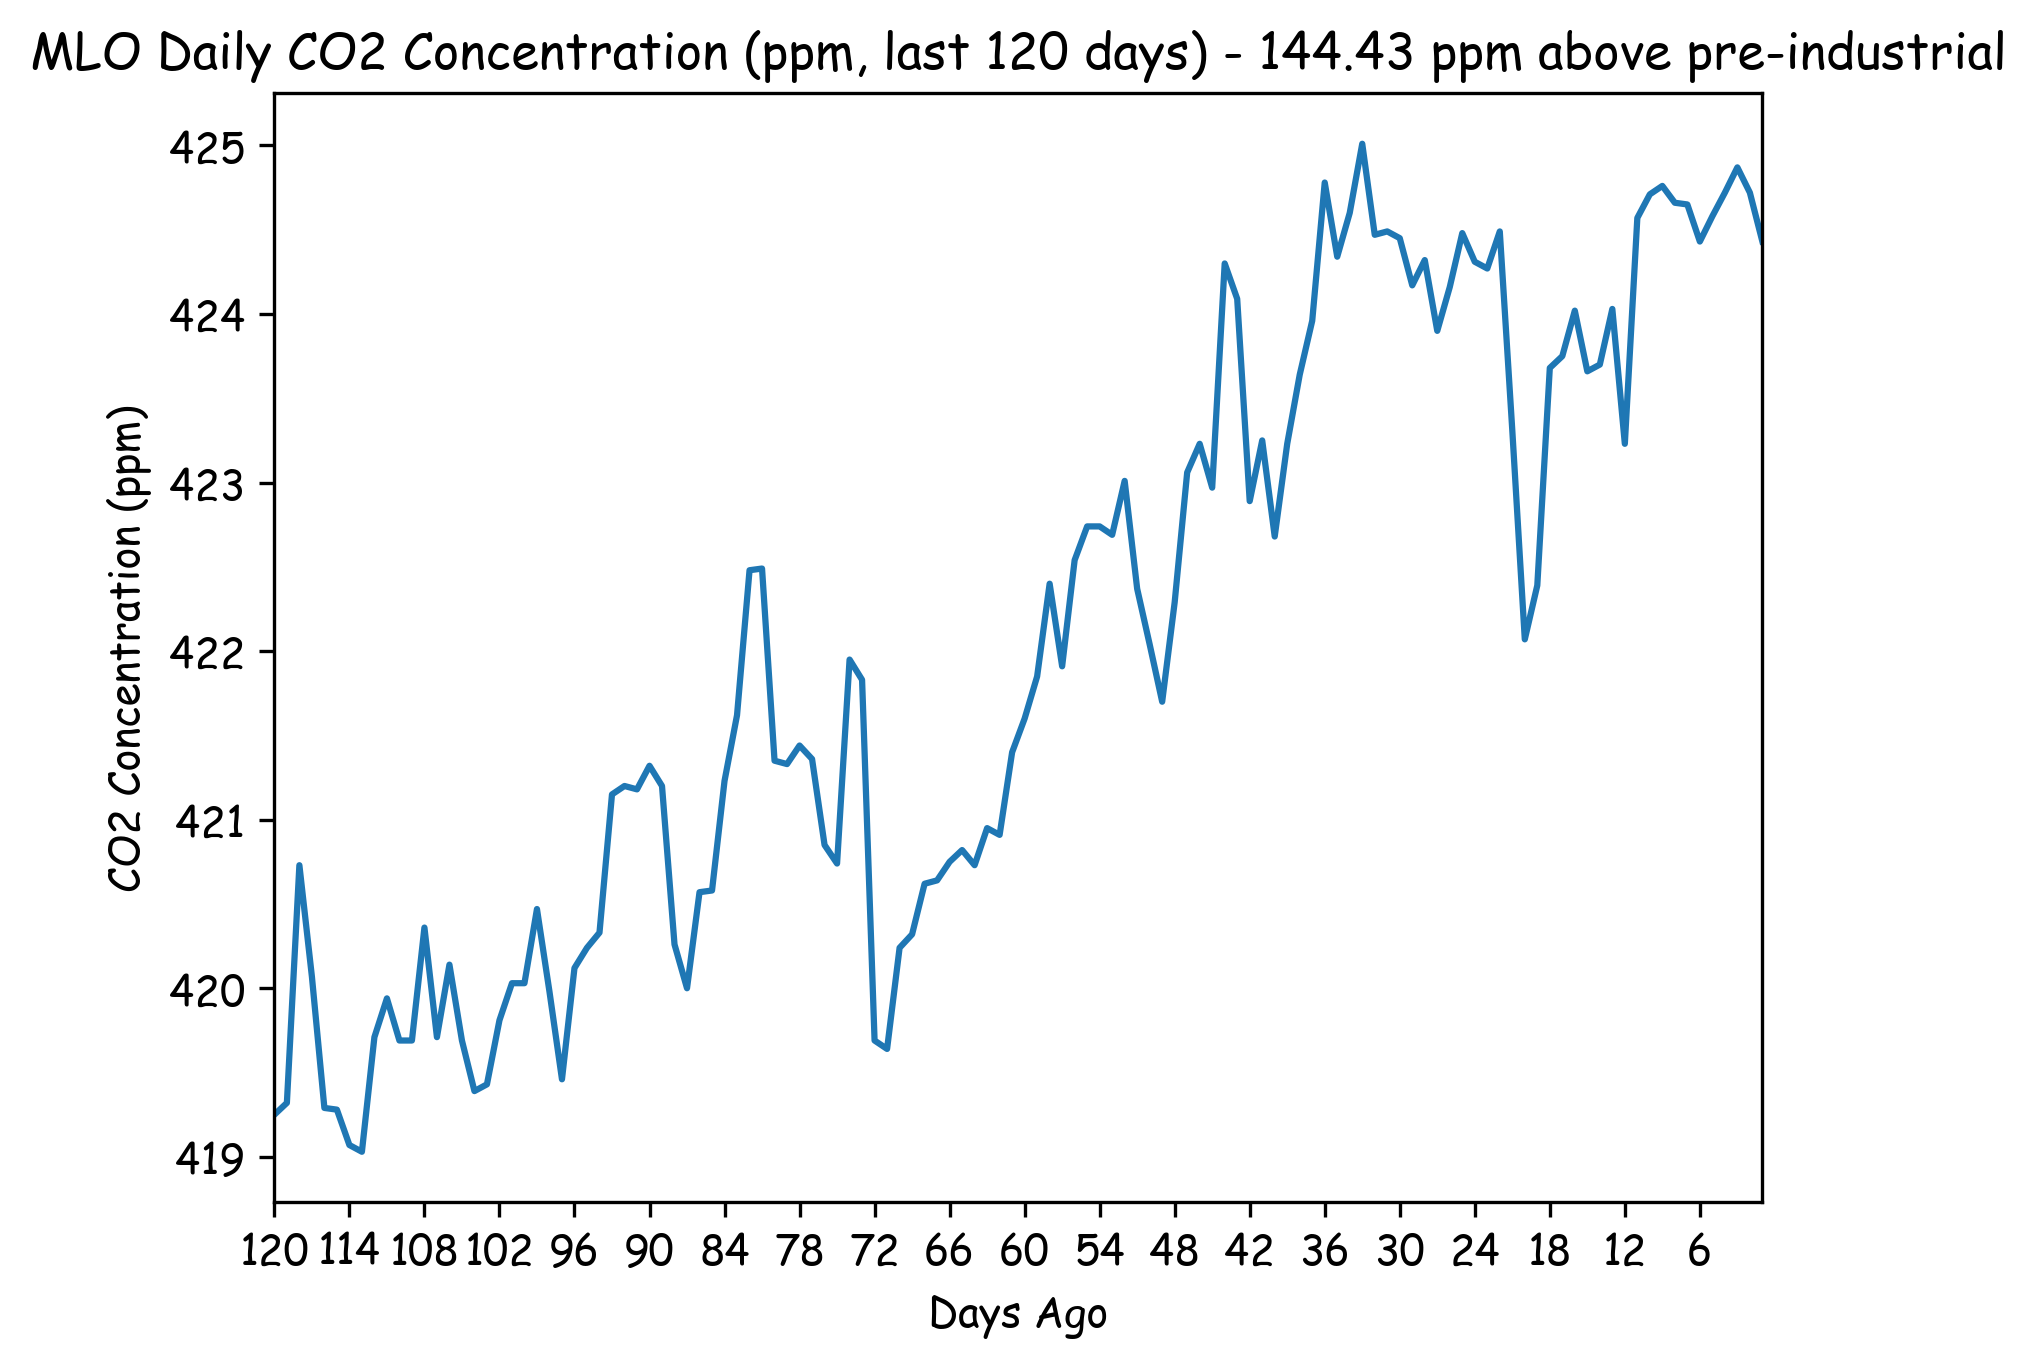 MLO Daily CO2 Concentration (ppm, last 120 days) - 144.43 ppm above pre-industrial
425
424
423
422
421
420
419
CO2 Concentration (ppm)
120 114 108 102 96 90 84 78 72 66 60 54 48 42 36 30 24 18 12 6
Days Ago